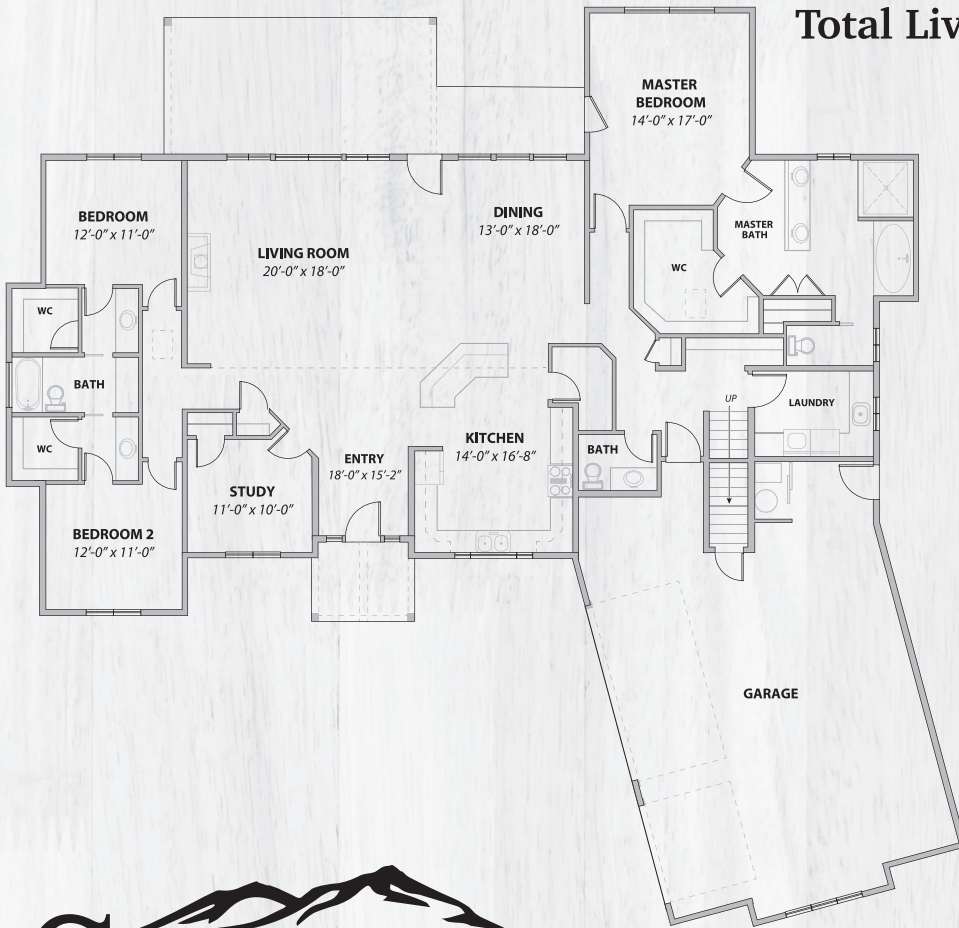 Total Liv
MASTER
BEDROOM
14'-0" x 17'-0"
BEDROOM
12'-0" x 11'-0"
LIVING ROOM
20'-0" x 18'-0"
DINING
13'-0" x 18'-0"
MASTER
BATH
WC
WC
BATH
WC
UP
LAUNDRY
KITCHEN
14'-0" x 16'-8"
BATH
ENTRY
18'-0" x 15'-2"
STUDY
11'-0" x 10'-0"
BEDROOM 2
12'-0" x 11'-0"
GARAGE
S